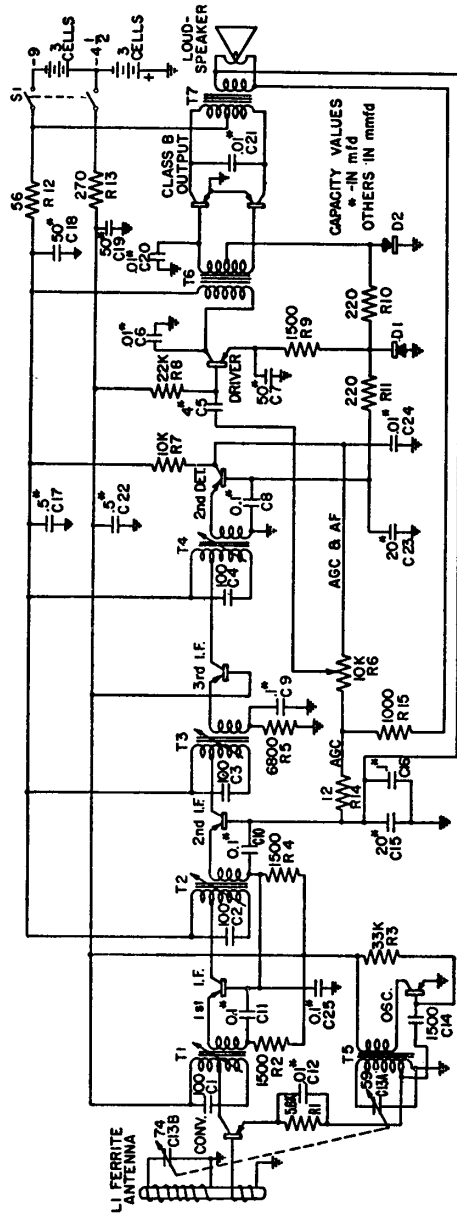 L1 FERRITE
ANTENNA
74
C13B
CONV.
T1
100
C1
1st I.F.
0.1*
C11
1500
R2
.01*
C12
R1
0.1*
C25
T5
59
C13A
OSC.
1500
C14
33K
R3
T2
100
C2
2nd I.F.
0.1*
C10
1500
R4
T3
100
C3
3rd I.F.
.1*
C9
6800
R5
AGC
12
R14
20*
C15
.1*
C16
1000
R15
10K
R6
AGC & AF
T4
100
C4
2nd DET.
0.1*
C8
.5*
C17
.5*
C22
10K
R7
22K
R8
4*
C5
.01*
C6
DRIVER
50*
C7
1500
R9
20*
C23
.01*
C24
220
R11
D1
220
R10
D2
T6
.01*
C20
50*
C18
50*
C19
56
R12
270
R13
CLASS B
OUTPUT
.01*
C21
T7
S1
-9
3
CELLS
-4 1/2
3
CELLS
+
LOUD-
SPEAKER
CAPACITY VALUES
* -IN mfd
OTHERS IN mmfd